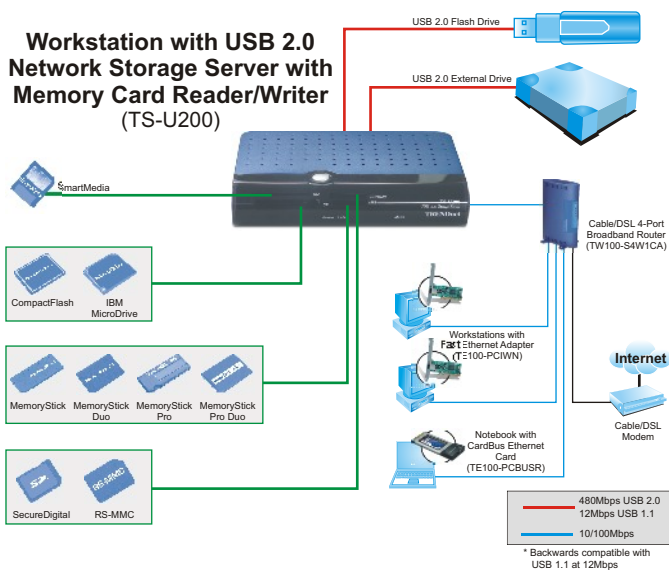 Workstation with USB 2.0
Network Storage Server with
Memory Card Reader/Writer
(TS-U200)
USB 2.0 Flash Drive
USB 2.0 External Drive
SmartMedia
TRENDnet
Cable/DSL 4-Port
Broadband Router
(TW100-S4W1CA)
CompactFlash
IBM
MicroDrive
Workstations with
Fast Ethernet Adapter
(TE100-PCIWN)
Internet
MemoryStick
MemoryStick
Duo
MemoryStick
Pro
MemoryStick
Pro Duo
Cable/DSL
Modem
Notebook with
CardBus Ethernet
Card
(TE100-PCBUSR)
RS-MMC
SecureDigital
RS-MMC
480Mbps USB 2.0
12Mbps USB 1.1
10/100Mbps
* Backwards compatible with
USB 1.1 at 12Mbps